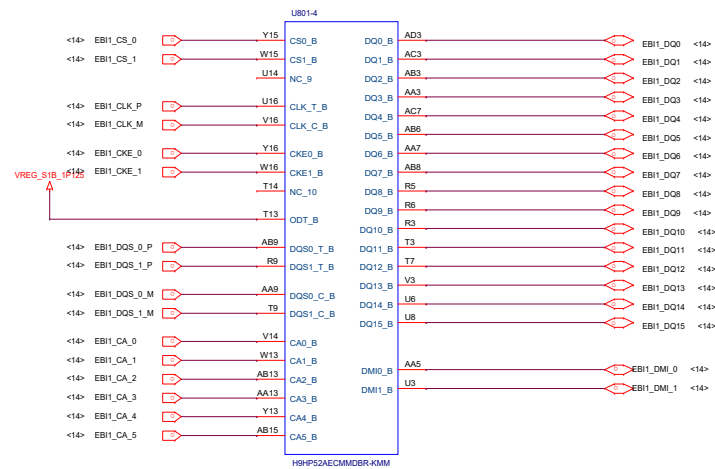 U801-4
<14> EBI1_CS_0 Y15 CS0_B DQ0_B AD3 EBI1_DQ0 <14>
<14> EBI1_CS_1 W15 CS1_B DQ1_B AC3 EBI1_DQ1 <14>
U14 NC_9 DQ2_B AB3 EBI1_DQ2 <14>
DQ3_B AA3 EBI1_DQ3 <14>
<14> EBI1_CLK_P U16 CLK_T_B DQ4_B AC7 EBI1_DQ4 <14>
<14> EBI1_CLK_M V16 CLK_C_B DQ5_B AB6 EBI1_DQ5 <14>
<14> EBI1_CKE_0 Y16 CKE0_B DQ6_B AA7 EBI1_DQ6 <14>
<14> EBI1_CKE_1 W16 CKE1_B DQ7_B AB8 EBI1_DQ7 <14>
VREG_S1B_1P125
T14 NC_10 DQ8_B R5 EBI1_DQ8 <14>
DQ9_B R6 EBI1_DQ9 <14>
T13 ODT_B DQ10_B R3 EBI1_DQ10 <14>
<14> EBI1_DQS_0_P AB9 DQS0_T_B DQ11_B T3 EBI1_DQ11 <14>
<14> EBI1_DQS_1_P R9 DQS1_T_B DQ12_B T7 EBI1_DQ12 <14>
DQ13_B V3 EBI1_DQ13 <14>
<14> EBI1_DQS_0_M AA9 DQS0_C_B DQ14_B U6 EBI1_DQ14 <14>
<14> EBI1_DQS_1_M T9 DQS1_C_B DQ15_B U8 EBI1_DQ15 <14>
<14> EBI1_CA_0 V14 CA0_B
<14> EBI1_CA_1 W13 CA1_B DMI0_B AA5 EBI1_DMI_0 <14>
<14> EBI1_CA_2 AB13 CA2_B DMI1_B U3 EBI1_DMI_1 <14>
<14> EBI1_CA_3 AA13 CA3_B
<14> EBI1_CA_4 Y13 CA4_B
<14> EBI1_CA_5 AB15 CA5_B
H9HP52AECMMDBR-KMM